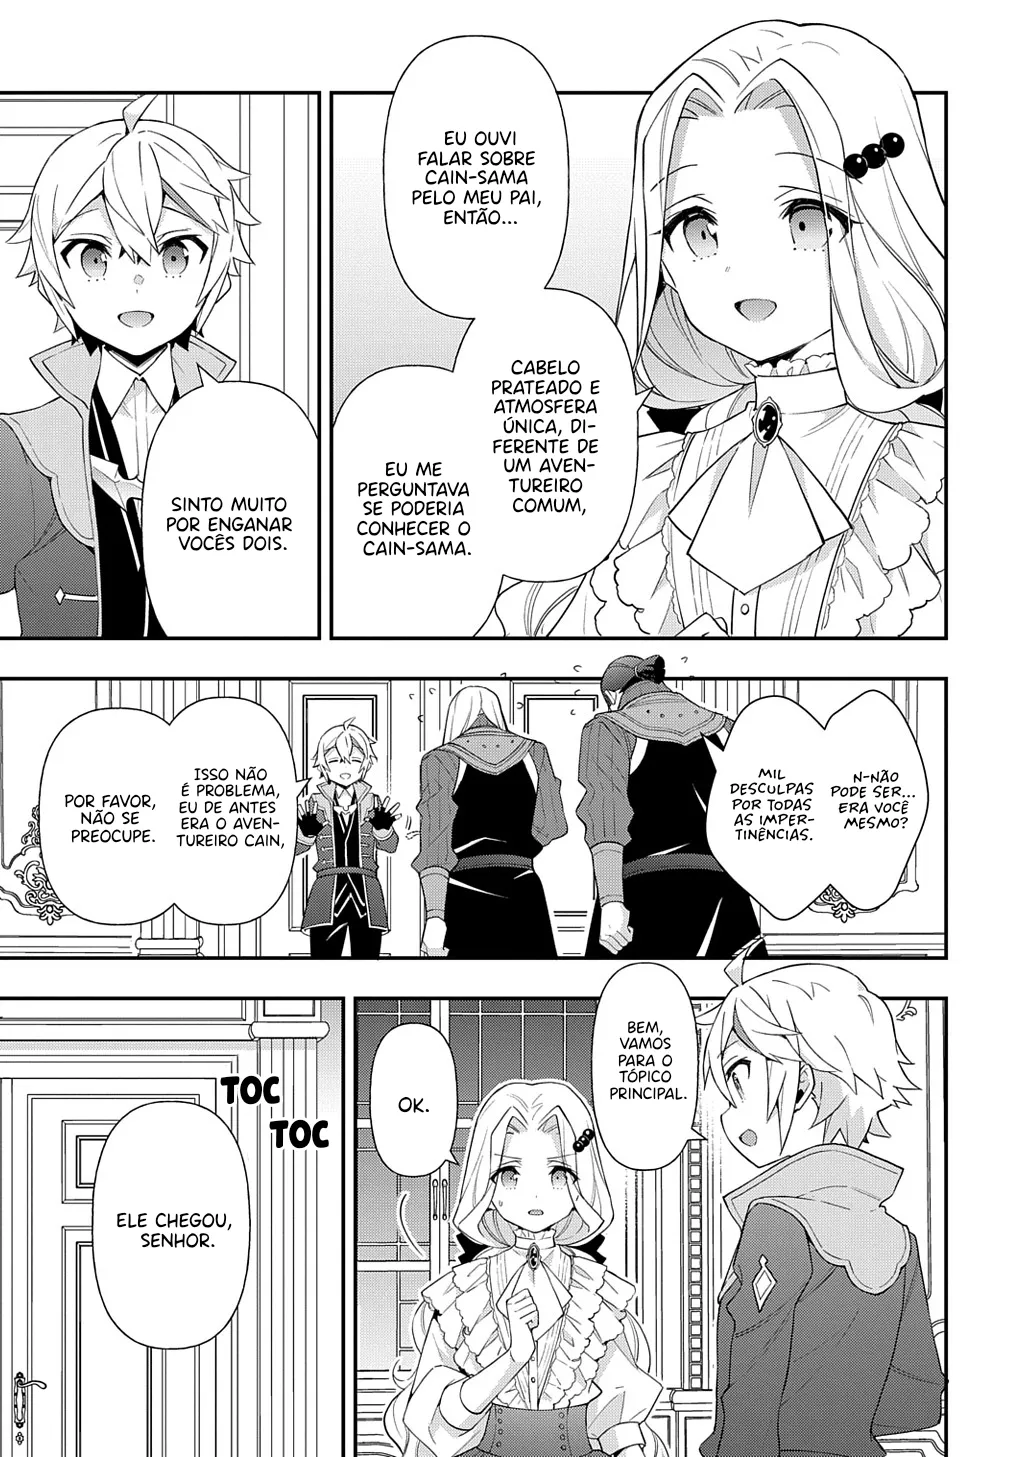 EU OUVI
FALAR SOBRE
CAIN-SAMA
PELO MEU PAI,
ENTÃO...
CABELO
PRATEADO E
ATMOSFERA
ÚNICA, DI-
FERENTE DE
UM AVEN-
TUREIRO
COMUM,
EU ME
PERGUNTAVA
SE PODERIA
CONHECER O
CAIN-SAMA.
SINTO MUITO
POR ENGANAR
VOCÊS DOIS.
N-NÃO
PODE SER...
ERA VOCÊ
MESMO?
MIL
DESCULPAS
POR TODAS
AS IMPER-
TINÊNCIAS.
ISSO NÃO
É PROBLEMA,
EU DE ANTES
ERA O AVEN-
TUREIRO CAIN,
POR FAVOR,
NÃO SE
PREOCUPE.
BEM,
VAMOS
PARA O
TÓPICO
PRINCIPAL.
OK.
TOC
TOC
ELE CHEGOU,
SENHOR.